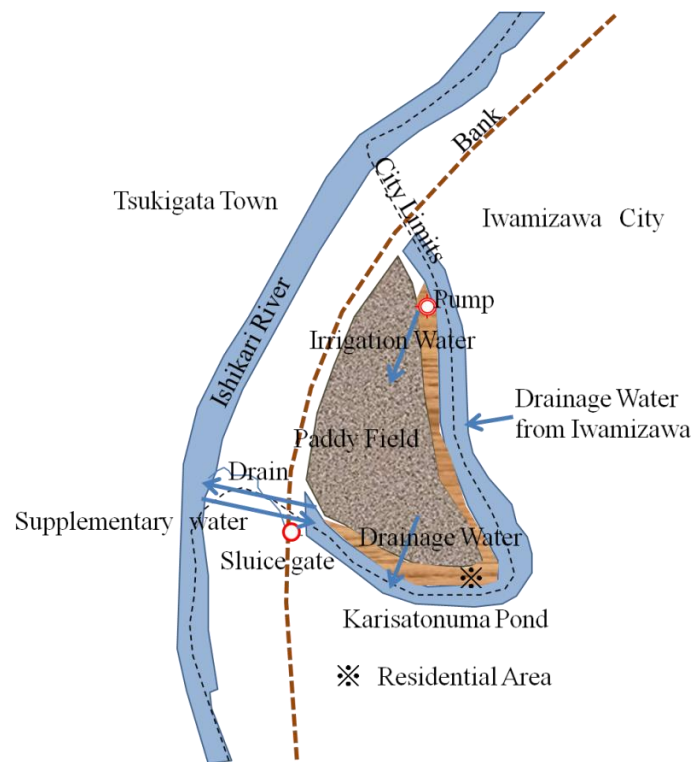 Bank
City Limits
Tsukigata Town
Iwamizawa City
Ishikari River
Pump
Irrigation Water
Drainage Water
from Iwamizawa
Paddy Field
Drain
Supplementary water
Drainage Water
Sluice gate
Karisatonuma Pond
※ Residential Area